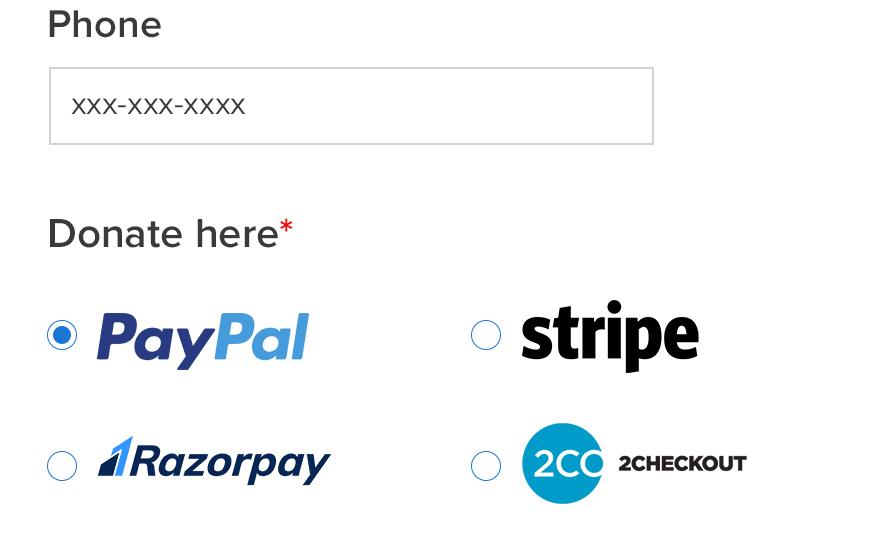 Phone
xxx-xxx-xxxx
Donate here*
PayPal
stripe
Razorpay
2CO 2CHECKOUT